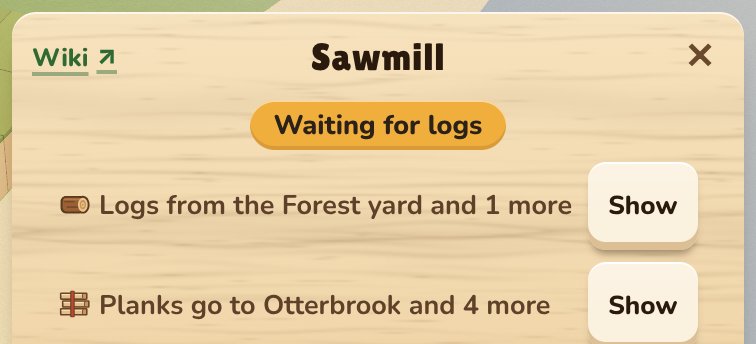 Wiki ↗
Sawmill
✕
Waiting for logs
Logs from the Forest yard and 1 more
Show
Planks go to Otterbrook and 4 more
Show